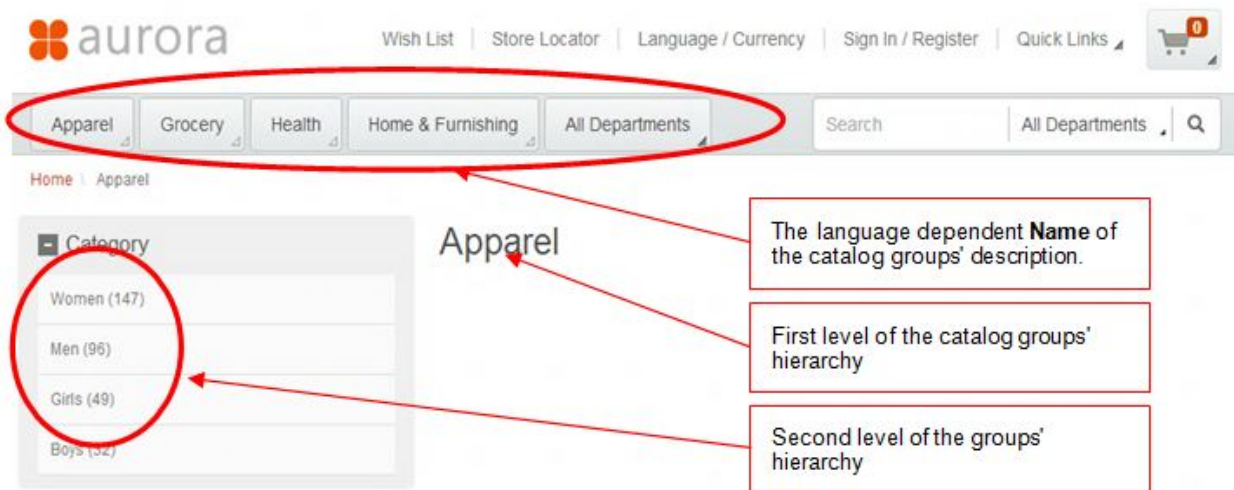 aurora
Wish List | Store Locator | Language / Currency | Sign In / Register | Quick Links
0
Apparel Grocery Health Home & Furnishing All Departments Search All Departments
Home \ Apparel
Category
Apparel
Women (147)
Men (96)
Girls (49)
Boys (32)
The language dependent Name of
the catalog groups' description.
First level of the catalog groups'
hierarchy
Second level of the groups'
hierarchy